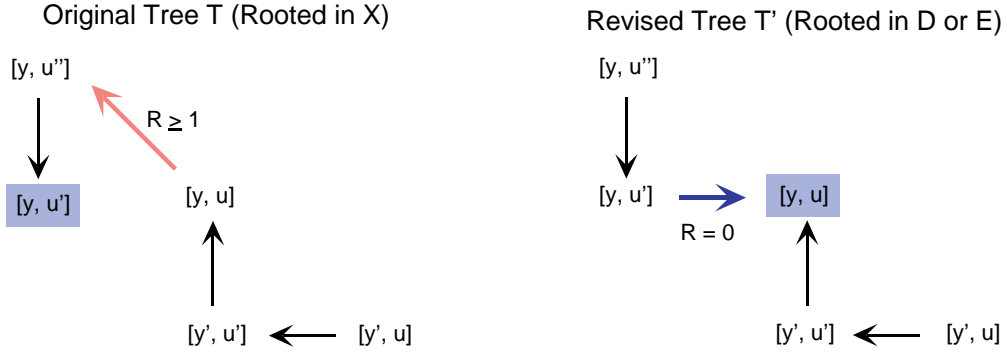 Original Tree T (Rooted in X)
[y, u'']
R ≥ 1
[y, u']
[y, u]
[y', u']
[y', u]
Revised Tree T’ (Rooted in D or E)
[y, u'']
[y, u’]
R = 0
[y, u]
[y', u']
[y', u]